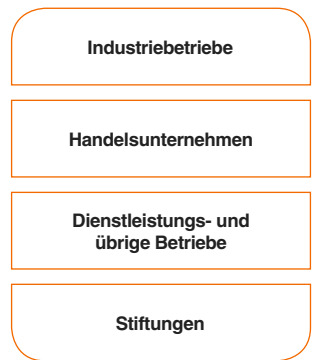 Industriebetriebe
Handelsunternehmen
Dienstleistungs- und
übrige Betriebe
Stiftungen